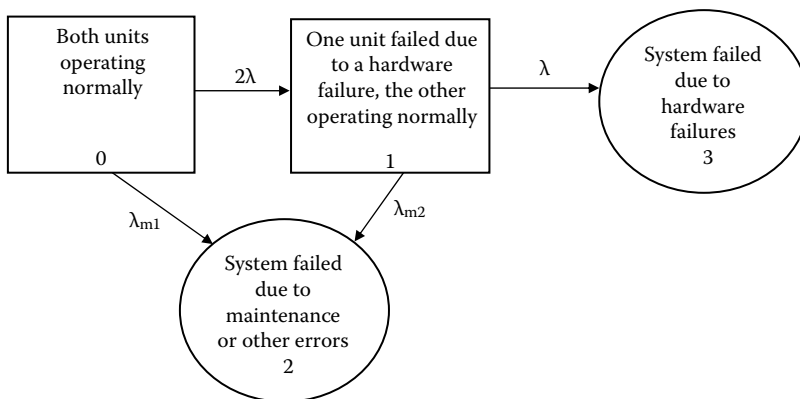 Both units
operating
normally
0
2λ
One unit failed due
to a hardware
failure, the other
operating normally
1
λ
System failed
due to
hardware
failures
3
λm1
λm2
System failed
due to
maintenance
or other errors
2